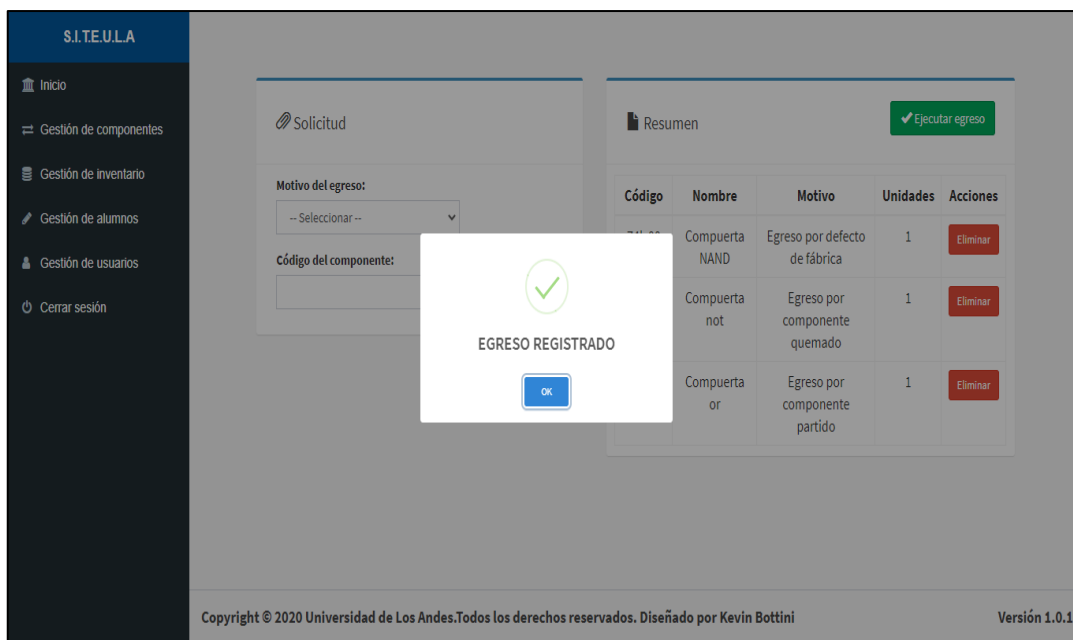 S.I.T.E.U.L.A
Inicio
Gestión de componentes
Gestión de inventario
Gestión de alumnos
Gestión de usuarios
Cerrar sesión
Solicitud
Motivo del egreso:
-- Seleccionar --
Código del componente:
Resumen
Ejecutar egreso
Código Nombre Motivo Unidades Acciones
Compuerta Egreso por defecto 1 Eliminar
NAND de fábrica
Compuerta Egreso por 1 Eliminar
not componente
quemado
Compuerta Egreso por 1 Eliminar
or componente
partido
EGRESO REGISTRADO
OK
Copyright © 2020 Universidad de Los Andes.Todos los derechos reservados. Diseñado por Kevin Bottini
Versión 1.0.1